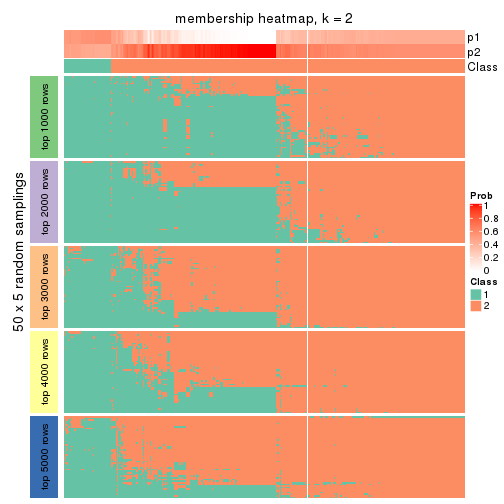 membership heatmap, k = 2
p1
p2
Class
50 x 5 random samplings
top 1000 rows
top 2000 rows
top 3000 rows
top 4000 rows
top 5000 rows
Prob
1
0.8
0.6
0.4
0.2
0
Class
1
2